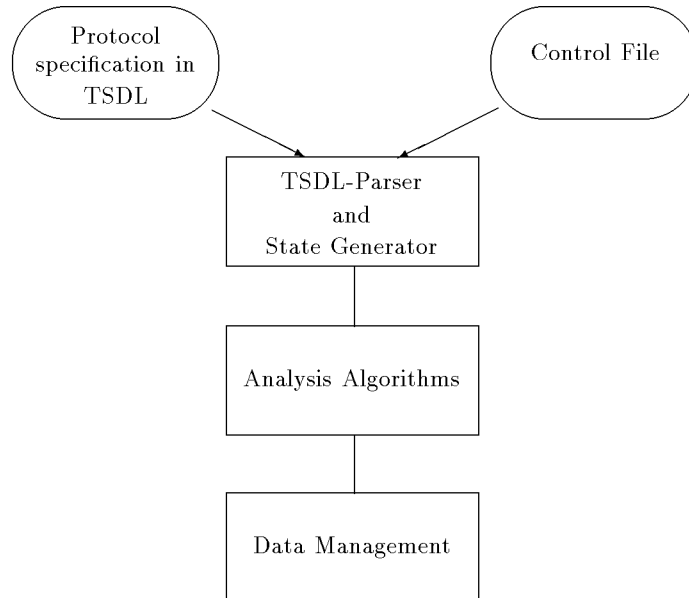 Protocol
specification in
TSDL
Control File
TSDL-Parser
and
State Generator
Analysis Algorithms
Data Management